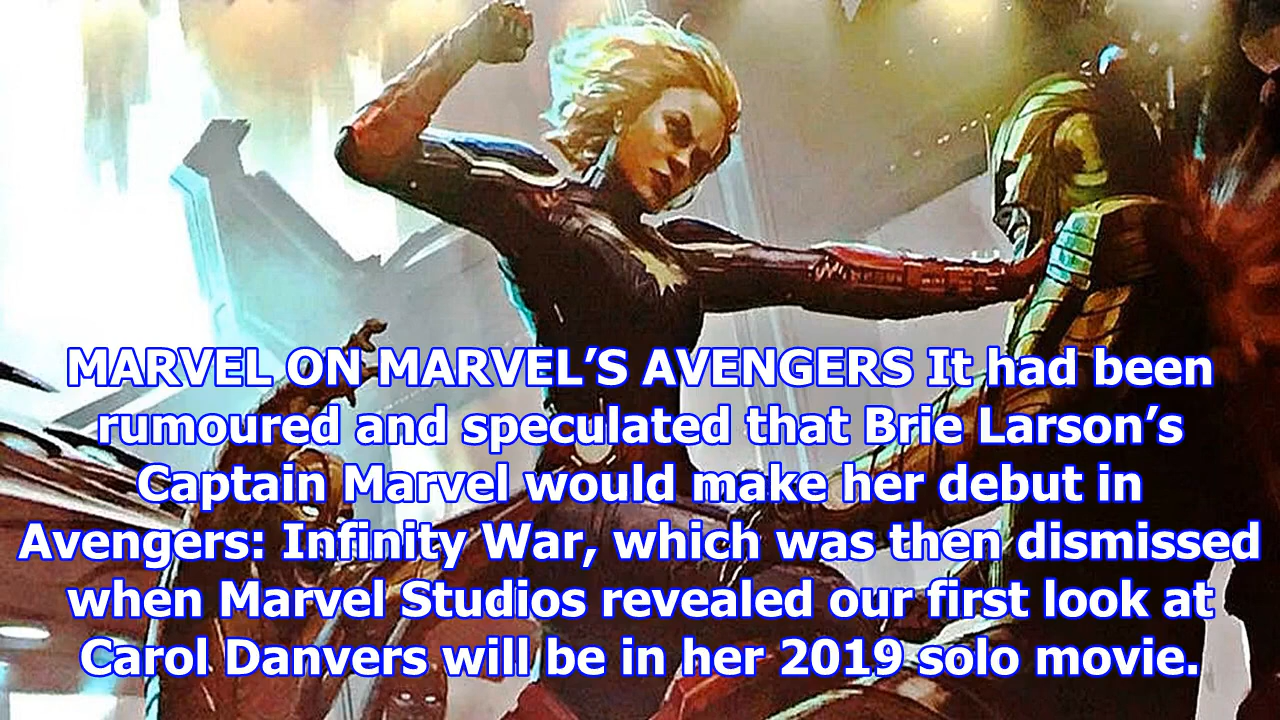 MARVEL ON MARVEL’S AVENGERS It had been
rumoured and speculated that Brie Larson’s
Captain Marvel would make her debut in
Avengers: Infinity War, which was then dismissed
when Marvel Studios revealed our first look at
Carol Danvers will be in her 2019 solo movie.